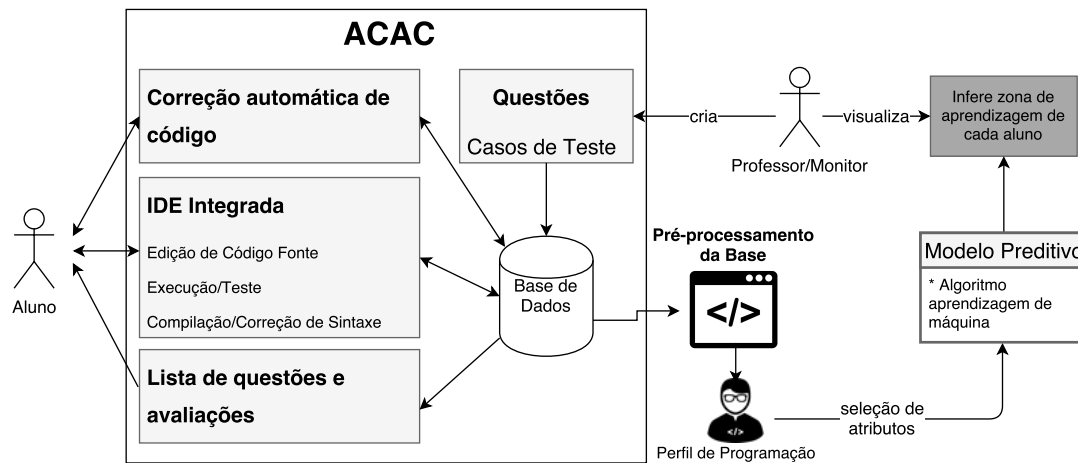 ACAC
Correção automática de
código
Questões
Casos de Teste
cria
Professor/Monitor
visualiza
Infere zona de
aprendizagem de
cada aluno
Aluno
IDE Integrada
Edição de Código Fonte
Execução/Teste
Compilação/Correção de Sintaxe
Base de
Dados
Pré-processamento
da Base
</>
Modelo Preditivo
* Algoritmo
aprendizagem de
máquina
Lista de questões e
avaliações
</>
Perfil de Programação
seleção de
atributos